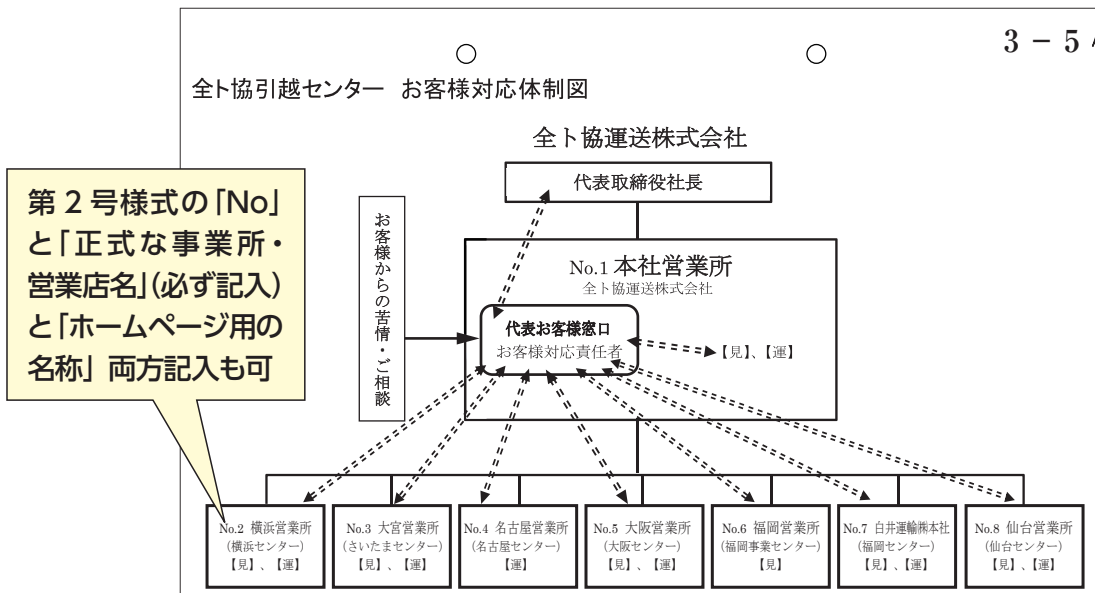 3 － 5
全ト協引越センター お客様対応体制図
全ト協運送株式会社
代表取締役社長
第２号様式の「No」
と「正式な事業所・
営業店名」（必ず記入）
と「ホームページ用の
名称」 両方記入も可
お客様からの苦情・ご相談
No.1 本社営業所
全ト協運送株式会社
代表お客様窓口
お客様対応責任者
【見】、【運】
No.2 横浜営業所
（横浜センター）
【見】、【運】
No.3 大宮営業所
（さいたまセンター）
【見】、【運】
No.4 名古屋営業所
（名古屋センター）
【運】
No.5 大阪営業所
（大阪センター）
【見】、【運】
No.6 福岡営業所
（福岡事業センター）
【見】
No.7 白井運輸㈱本社
（福岡センター）
【見】、【運】
No.8 仙台営業所
（仙台センター）
【見】、【運】